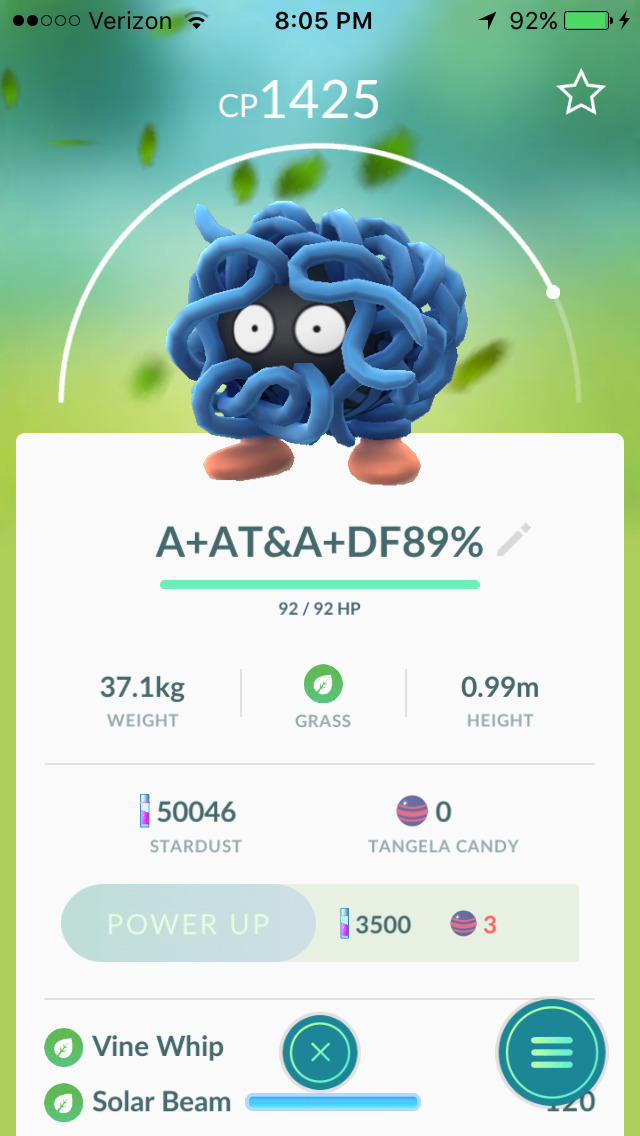 Verizon 8:05 PM 92%
CP1425
A+AT&A+DF89%
92 / 92 HP
37.1kg 0.99m
WEIGHT GRASS HEIGHT
50046 0
STARDUST TANGELA CANDY
POWER UP 3500 3
Vine Whip
Solar Beam 120